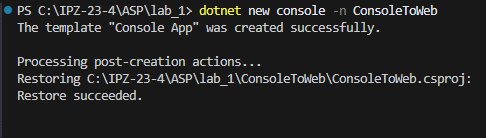 PS C:\IPZ-23-4\ASP\lab_1> dotnet new console -n ConsoleToWeb
The template "Console App" was created successfully.
Processing post-creation actions...
Restoring C:\IPZ-23-4\ASP\lab_1\ConsoleToWeb\ConsoleToWeb.csproj:
Restore succeeded.